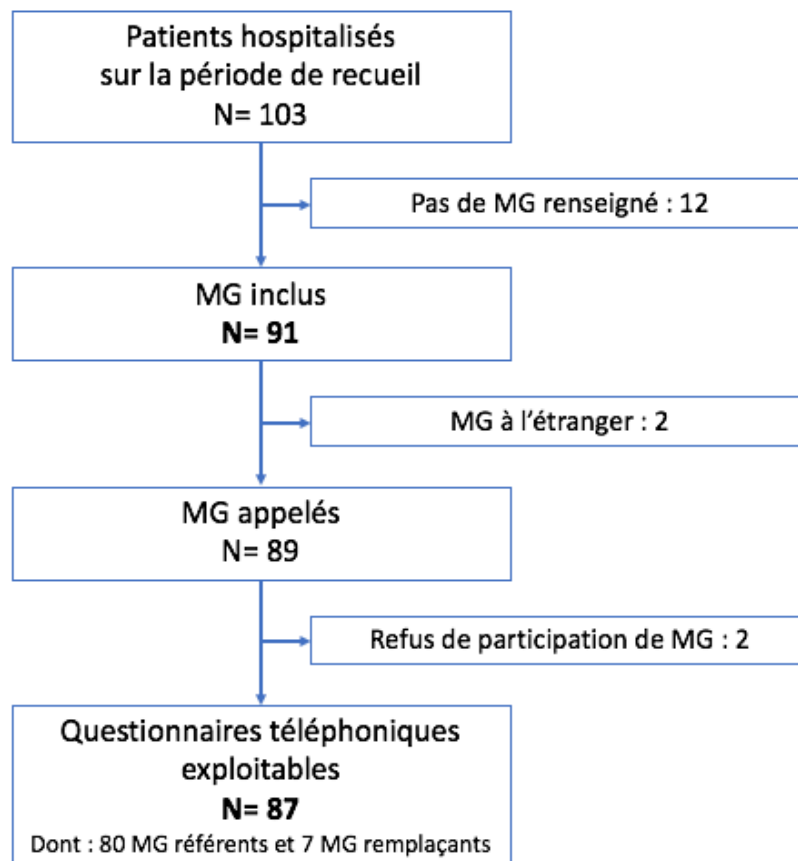 Patients hospitalisés
sur la période de recueil
N= 103
Pas de MG renseigné : 12
MG inclus
N= 91
MG à l'étranger : 2
MG appelés
N= 89
Refus de participation de MG : 2
Questionnaires téléphoniques
exploitables
N= 87
Dont : 80 MG référents et 7 MG remplaçants